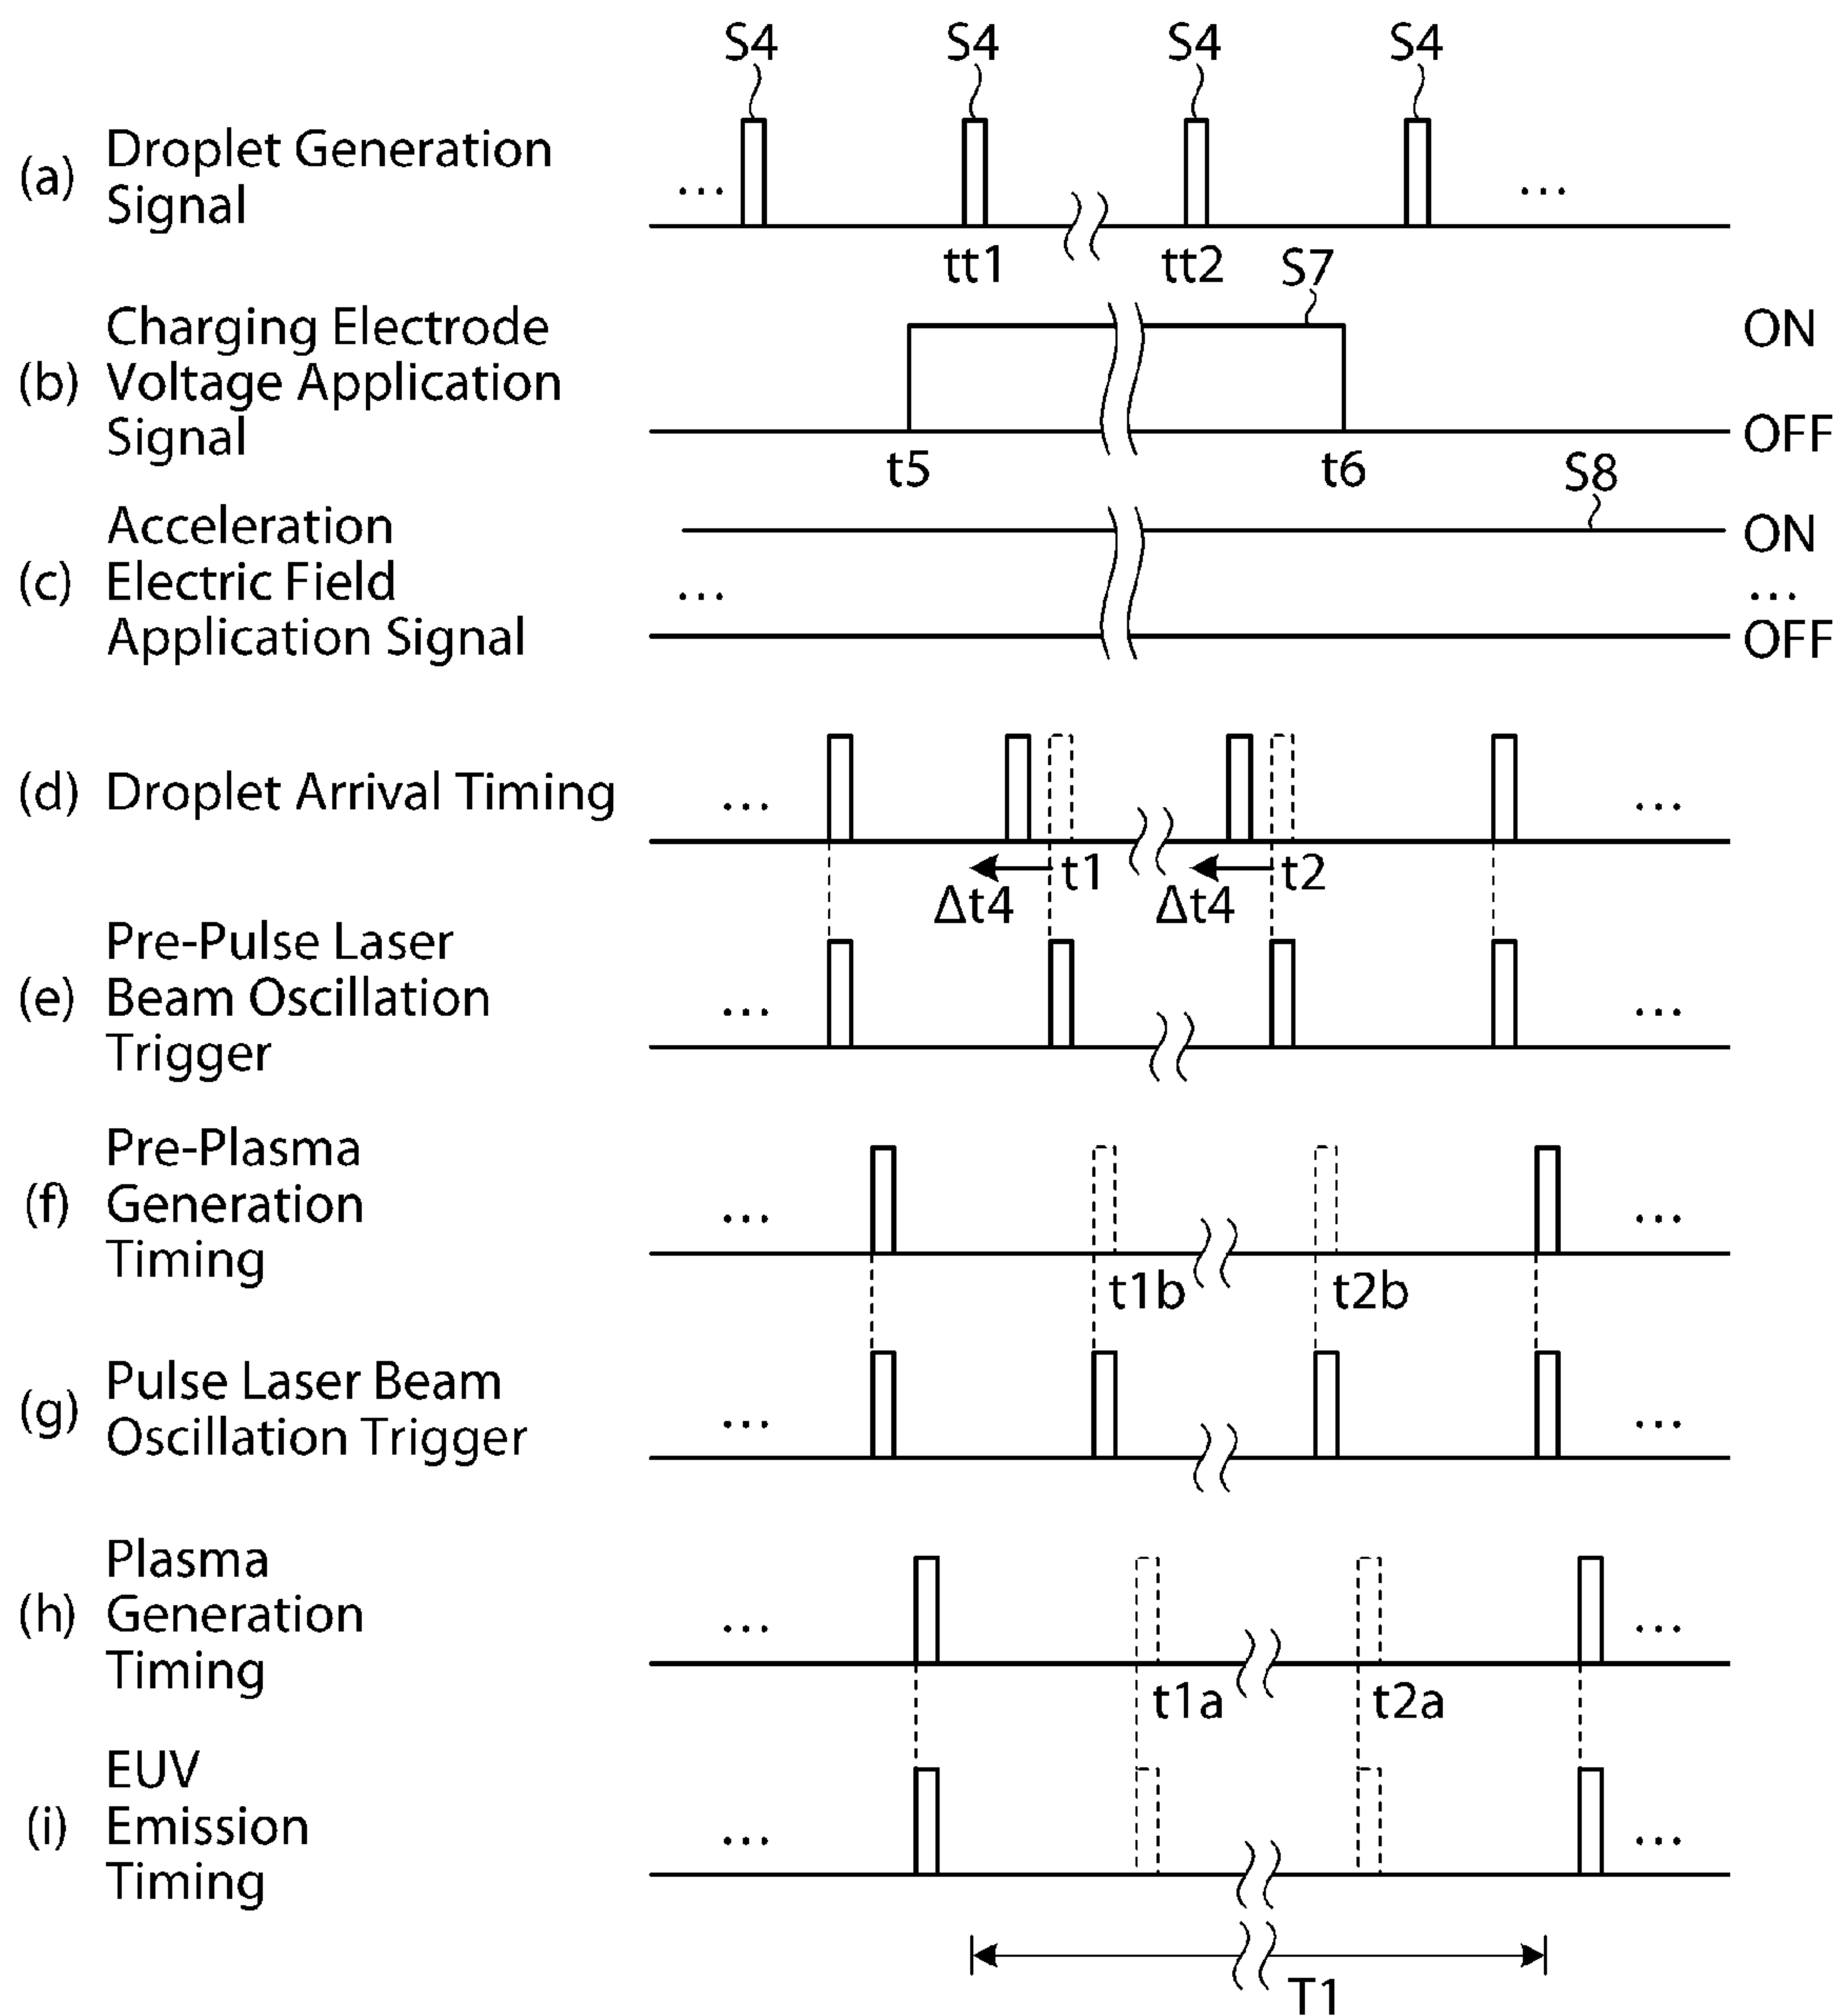 S4 S4 S4 S4
(a) Droplet Generation
Signal
... ...
tt1 tt2 S7
(b) Charging Electrode
Voltage Application
Signal
ON
OFF
t5 t6 S8
(c) Acceleration
Electric Field
Application Signal
ON
... ...
OFF
(d) Droplet Arrival Timing
... ...
t1 t2
Δt4 Δt4
(e) Pre-Pulse Laser
Beam Oscillation
Trigger
... ...
(f) Pre-Plasma
Generation
Timing
... ...
t1b t2b
(g) Pulse Laser Beam
Oscillation Trigger
... ...
(h) Plasma
Generation
Timing
... ...
t1a t2a
(i) EUV
Emission
Timing
... ...
T1